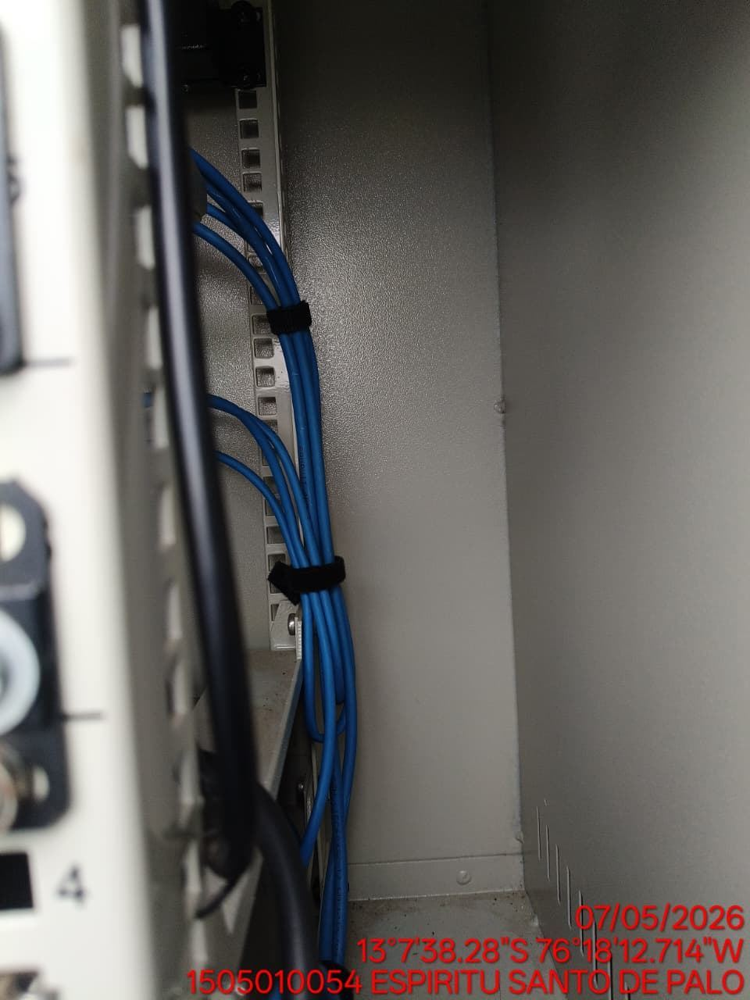 4
07/05/2026
13°7'38.28"S 76°18'12.714"W
1505010054 ESPIRITU SANTO DE PALO